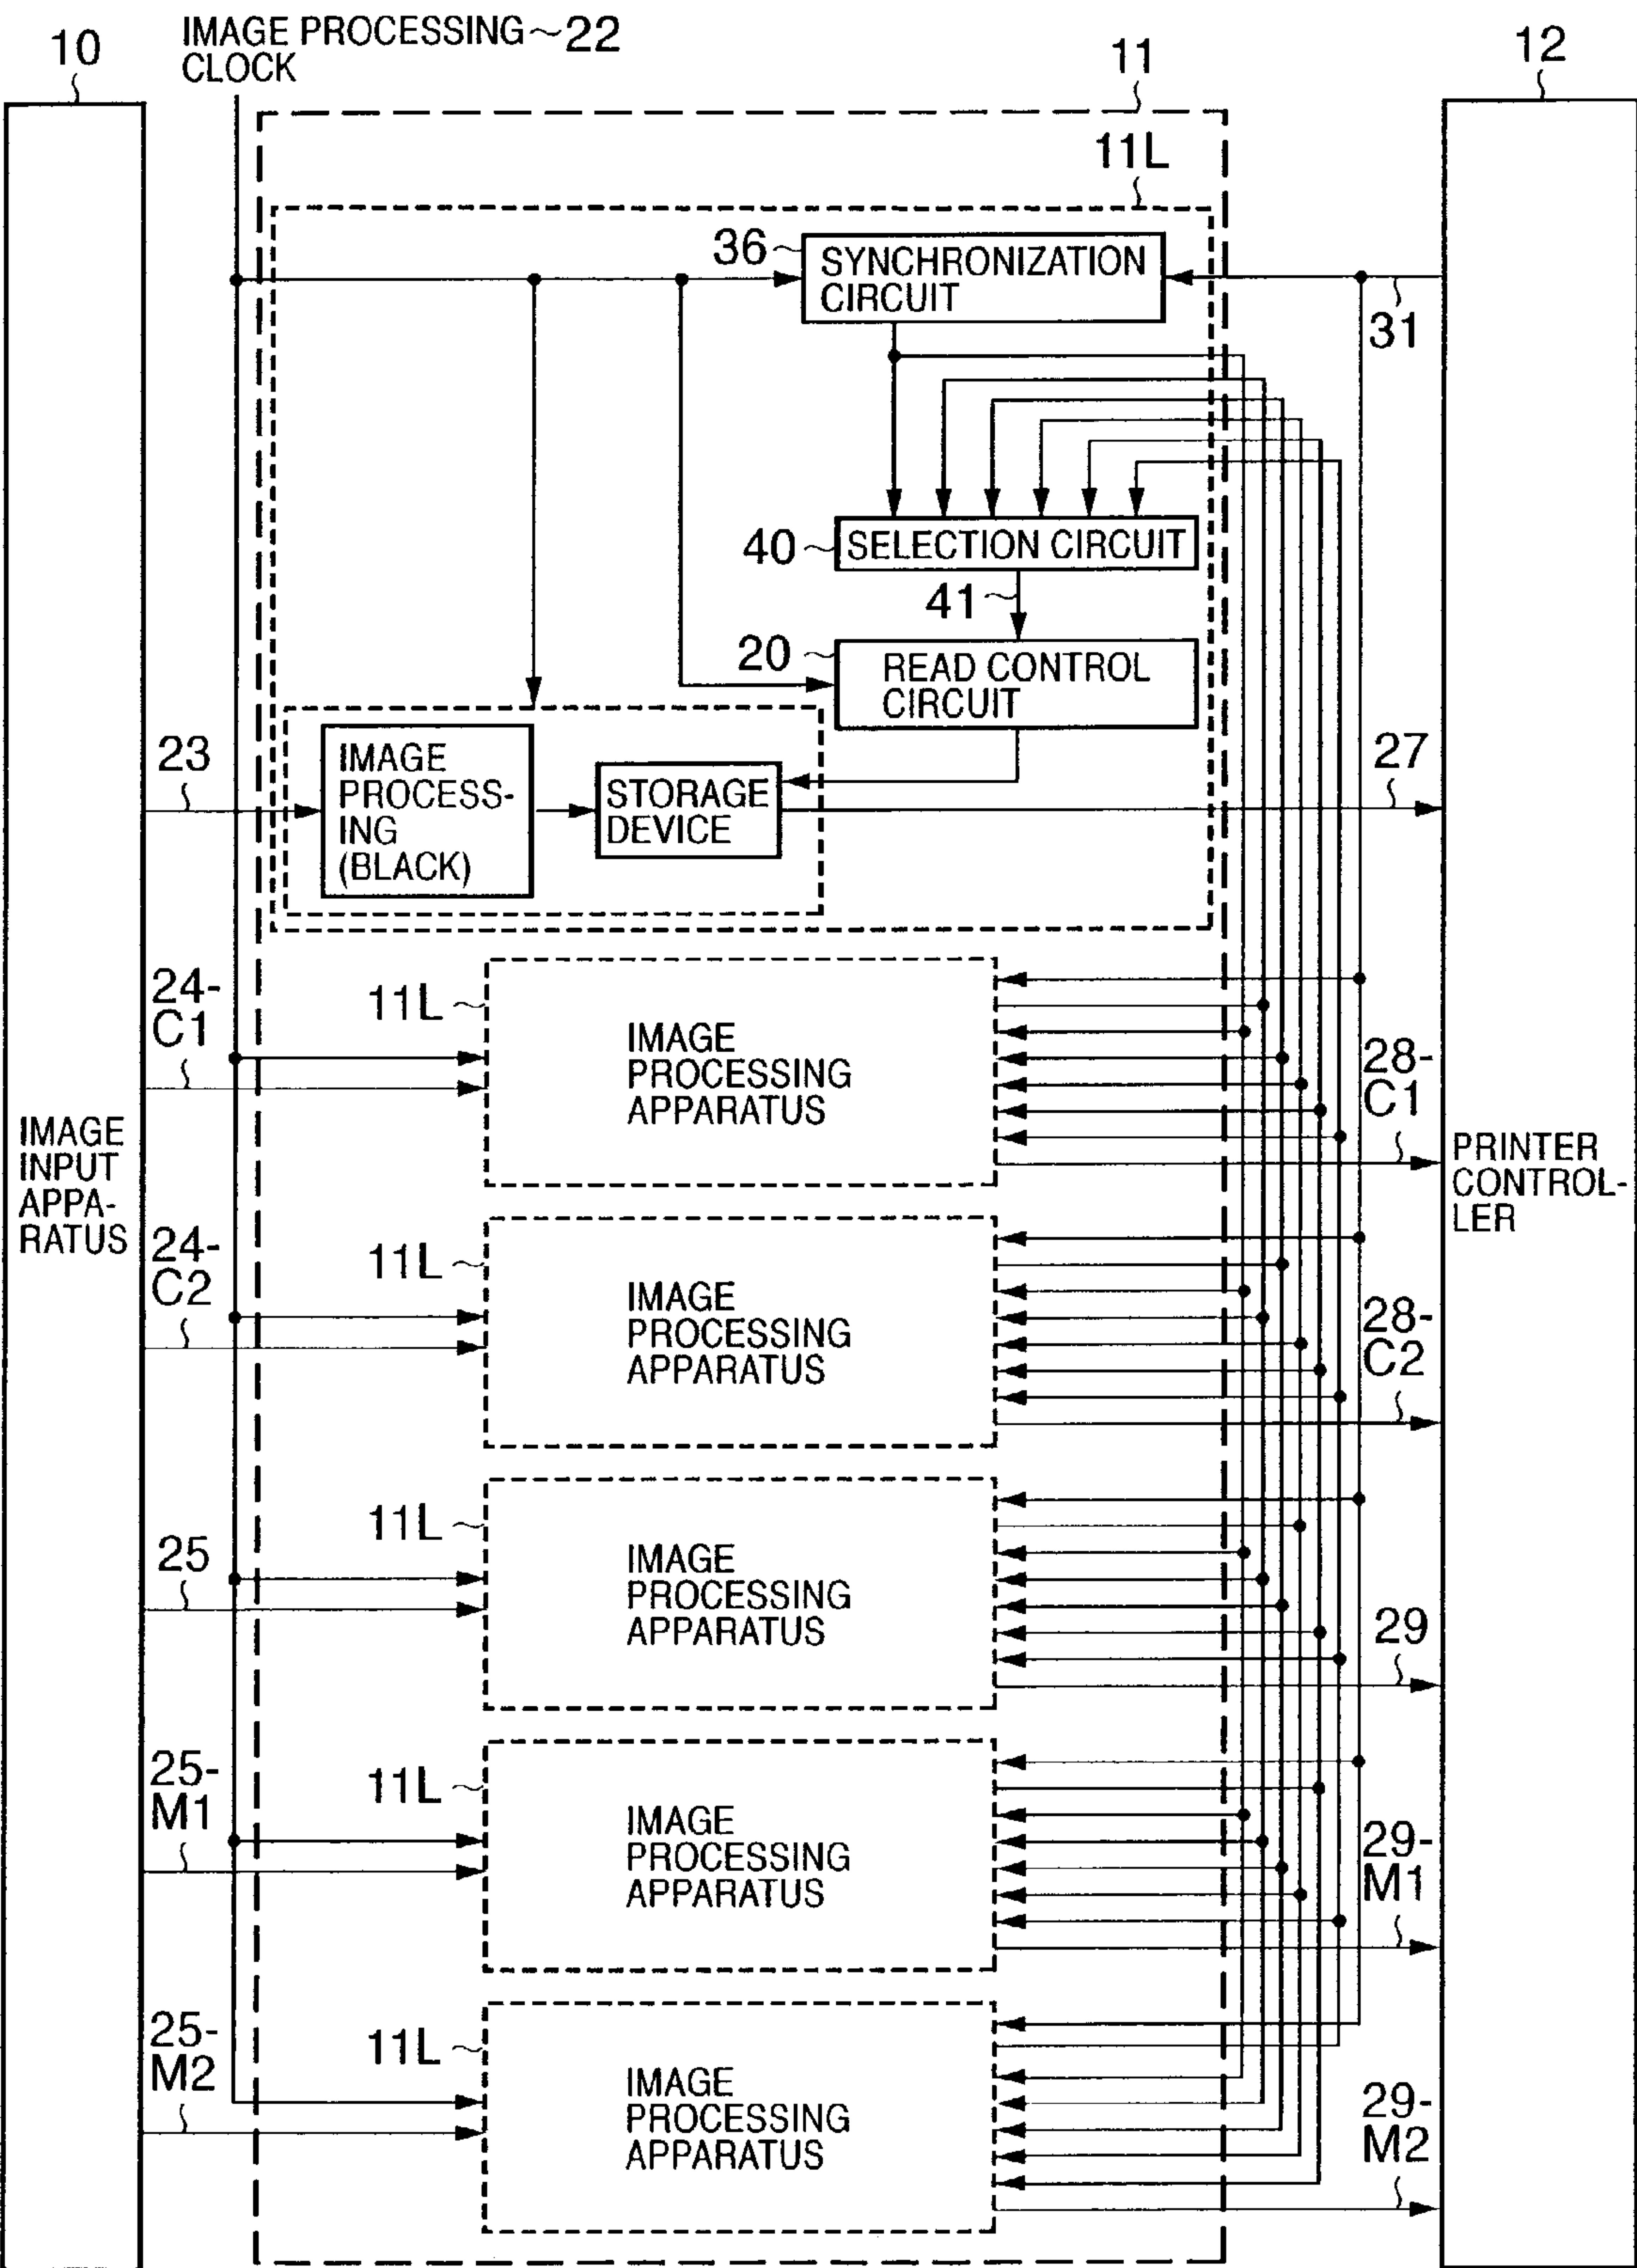 10
IMAGE PROCESSING~22
CLOCK
11
12
11L
36
SYNCHRONIZATION
CIRCUIT
31
40
SELECTION CIRCUIT
41
20
READ CONTROL
CIRCUIT
23
IMAGE
PROCESS-
ING
(BLACK)
STORAGE
DEVICE
27
24-
C1
11L
IMAGE
PROCESSING
APPARATUS
28-
C1
IMAGE
INPUT
APPA-
RATUS
PRINTER
CONTROL-
LER
24-
C2
11L
IMAGE
PROCESSING
APPARATUS
28-
C2
25
11L
IMAGE
PROCESSING
APPARATUS
29
25-
M1
11L
IMAGE
PROCESSING
APPARATUS
29-
M1
25-
M2
11L
IMAGE
PROCESSING
APPARATUS
29-
M2